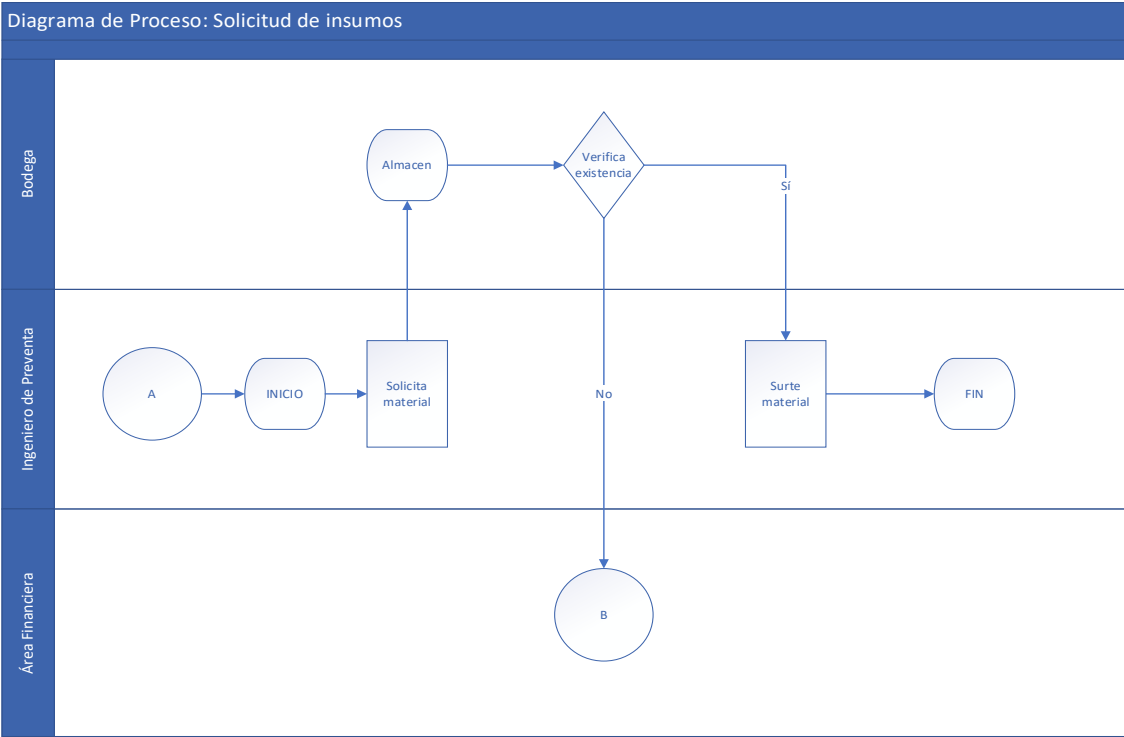 Diagrama de Proceso: Solicitud de insumos
Bodega
Almacen
Verifica
existencia
Sí
Ingeniero de Preventa
A
INICIO
Solicita
material
No
Surte
material
FIN
Área Financiera
B